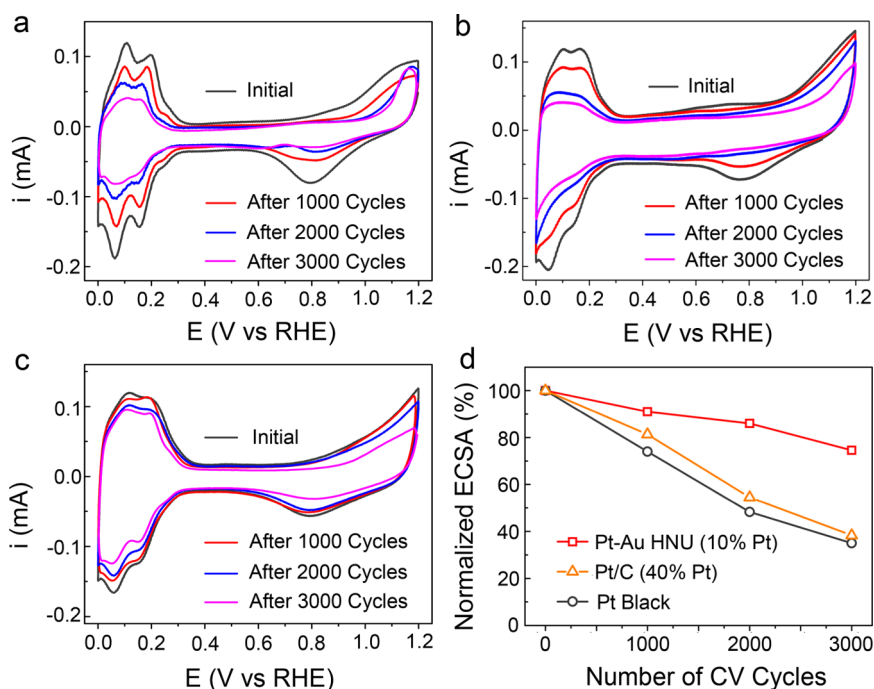 a
0.1
0.0
-0.1
-0.2
i (mA)
Initial
After 1000 Cycles
After 2000 Cycles
After 3000 Cycles
0.0 0.2 0.4 0.6 0.8 1.0 1.2
E (V vs RHE)
b
0.1
0.0
-0.1
-0.2
i (mA)
Initial
After 1000 Cycles
After 2000 Cycles
After 3000 Cycles
0.0 0.2 0.4 0.6 0.8 1.0 1.2
E (V vs RHE)
c
0.1
0.0
-0.1
-0.2
i (mA)
Initial
After 1000 Cycles
After 2000 Cycles
After 3000 Cycles
0.0 0.2 0.4 0.6 0.8 1.0 1.2
E (V vs RHE)
d
100
80
60
40
20
0
Normalized ECSA (%)
Pt-Au HNU (10% Pt)
Pt/C (40% Pt)
Pt Black
0 1000 2000 3000
Number of CV Cycles